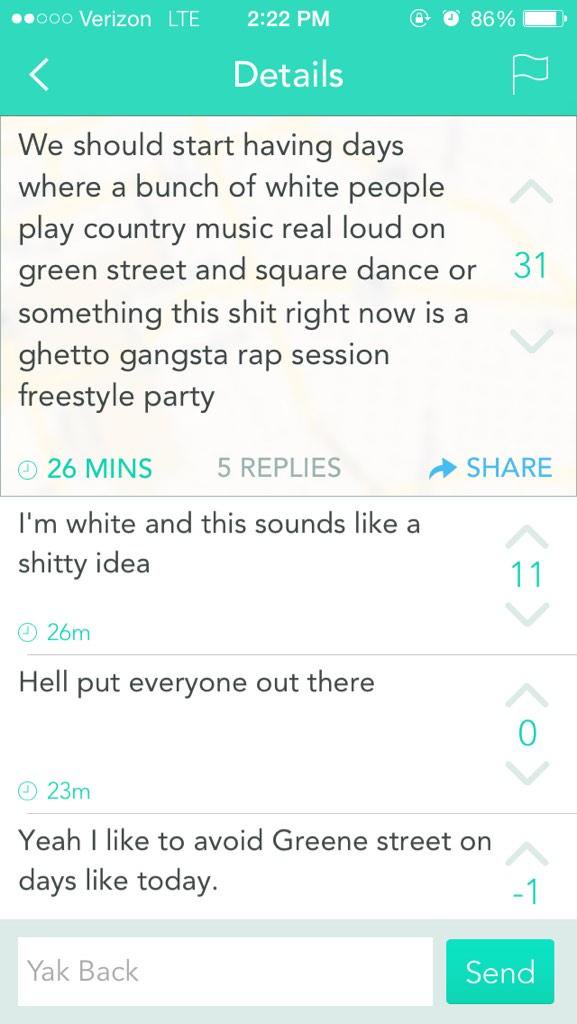 Verizon LTE 2:22 PM 86%
Details
We should start having days
where a bunch of white people
play country music real loud on
green street and square dance or
something this shit right now is a
ghetto gangsta rap session
freestyle party
31
26 MINS 5 REPLIES SHARE
I'm white and this sounds like a
shitty idea
11
26m
Hell put everyone out there
0
23m
Yeah I like to avoid Greene street on
days like today.
-1
Yak Back Send